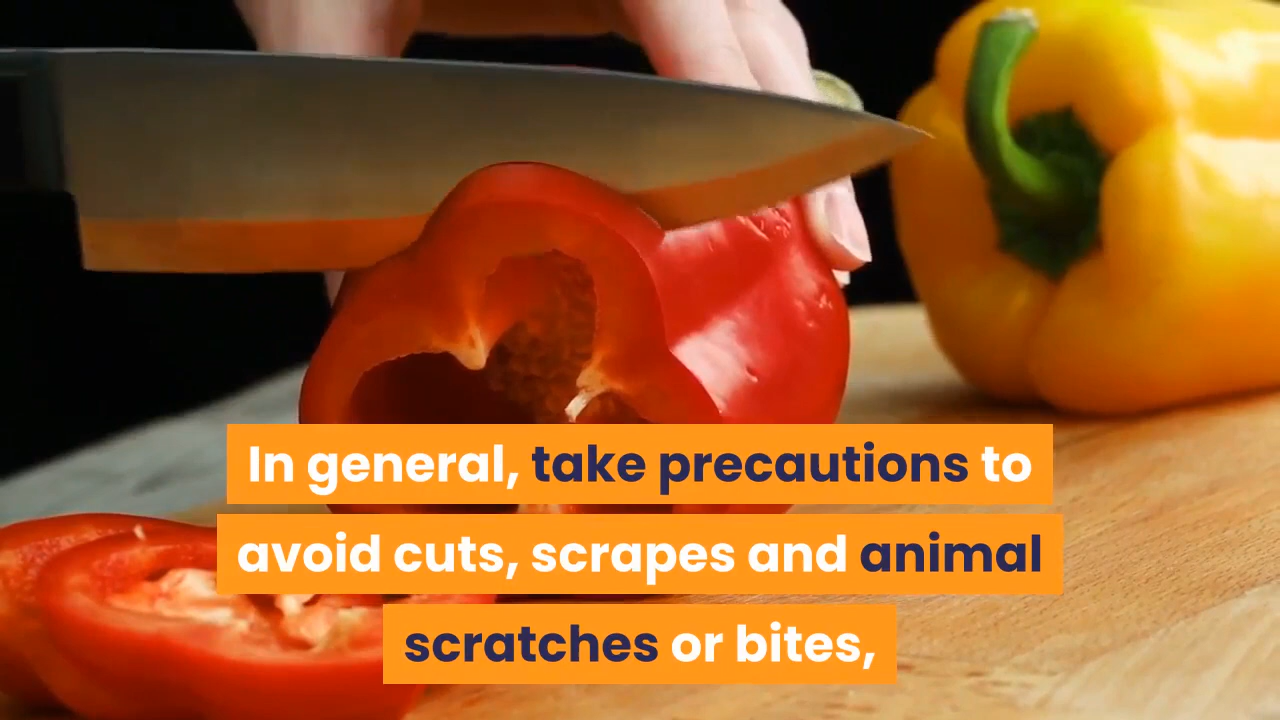 In general, take precautions to
avoid cuts, scrapes and animal
scratches or bites,